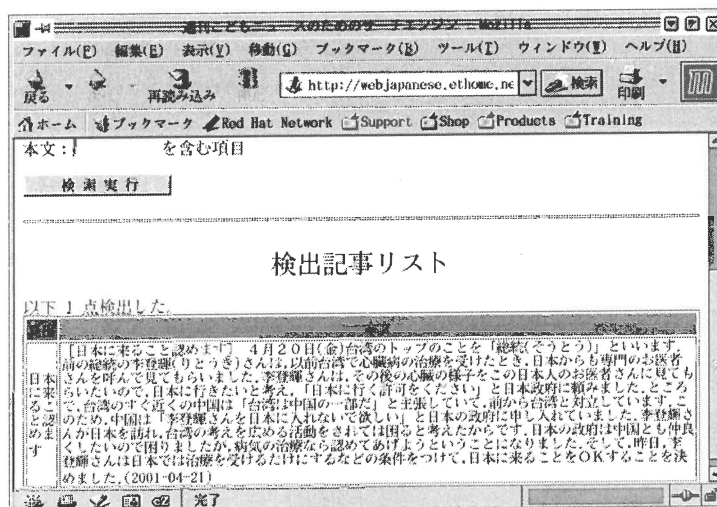 週刊こどもニュースのためのサーチエンジン - Mozilla
ファイル(F) 編集(E) 表示(V) 移動(G) ブックマーク(B) ツール(T) ウィンドウ(W) ヘルプ(H)
戻る 再読み込み http://webjapanese.ethome.ne 検索 印刷
ホーム ブックマーク Red Hat Network Support Shop Products Training
本文: を含む項目
検索実行
検出記事リスト
以下 1 点検出した.
日本に来ること認めます
[日本に来ること認めます] 4月20日(金)台湾のトップのことを「総統(そうとう)」といいます.
前の総統の李登輝(りとうき)さんは,以前台湾で心臓病の治療を受けたとき,日本からも専門のお医者
さんを呼んで見てもらいました.李登輝さんは,その後の心臓の様子をこの日本人のお医者さんに見ても
らいたいので,日本に行きたいと考え,「日本に行く許可をください」と日本政府に頼みました.ところ
で,台湾のすぐ近くの中国は「台湾は中国の一部だ」と主張していて,前から台湾と対立しています.こ
のため,中国は「李登輝さんを日本に入れないで欲しい」と日本の政府に申し入れていました.李登輝さ
んが日本を訪れ,台湾の考えを広める活動をされては困ると考えたからです.日本の政府は中国とも仲良
くしたいので困りましたが,病気の治療なら認めてあげようということになりました.そして,昨日,李
登輝さんは日本では治療を受けるだけにするなどの条件をつけて,日本に来ることをOKすることを決
めました.(2001-04-21)
完了